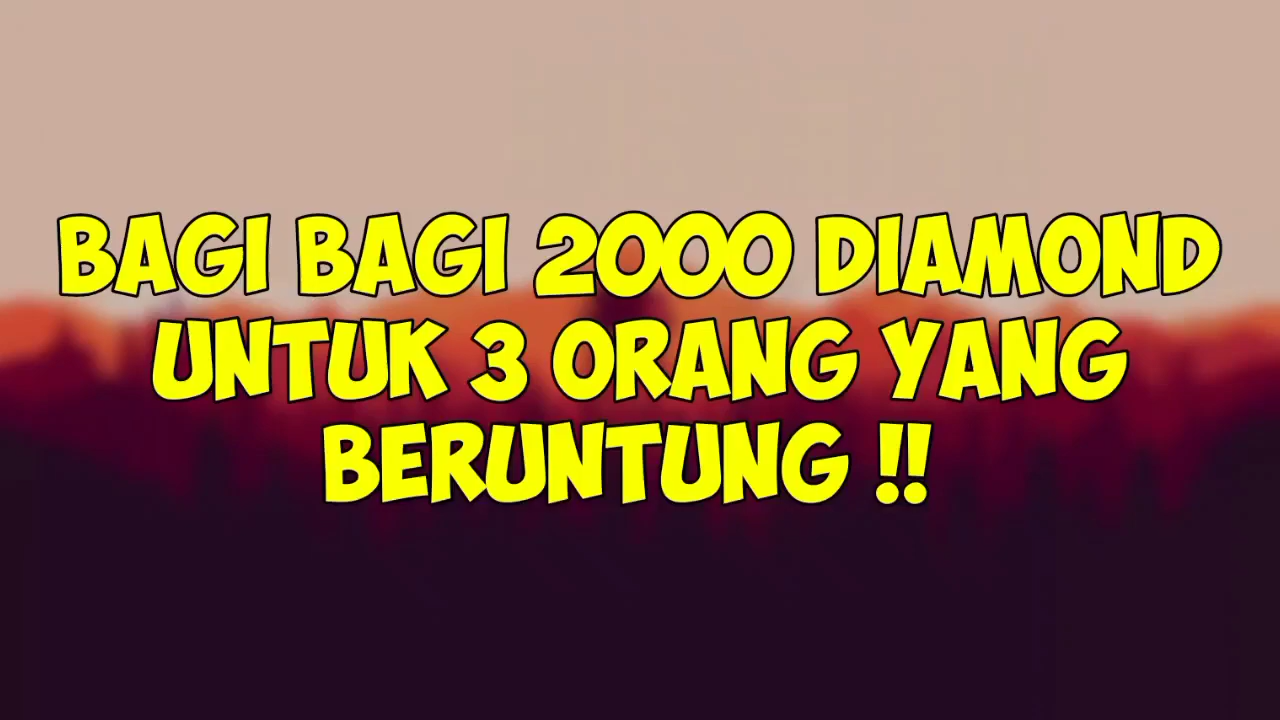 BAGI BAGI 2000 DIAMOND
UNTUK 3 ORANG YANG
BERUNTUNG !!